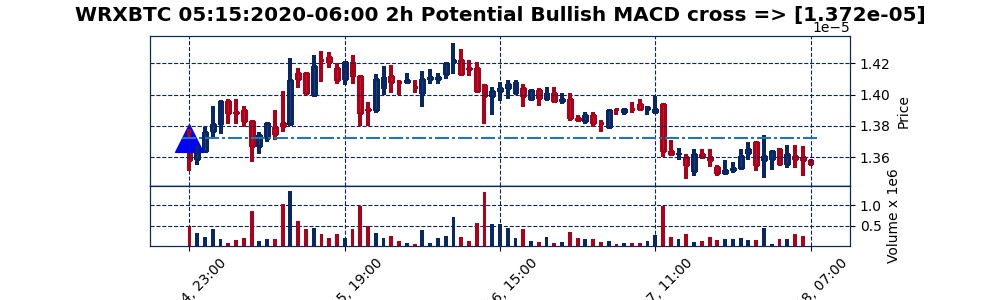 WRXBTC 05:15:2020-06:00 2h Potential Bullish MACD cross => [1.372e-05]
1e−5
1.42
1.40
1.38
1.36
Price
1.0
0.5
Volume x 1e6
4, 23:00
5, 19:00
6, 15:00
7, 11:00
8, 07:00